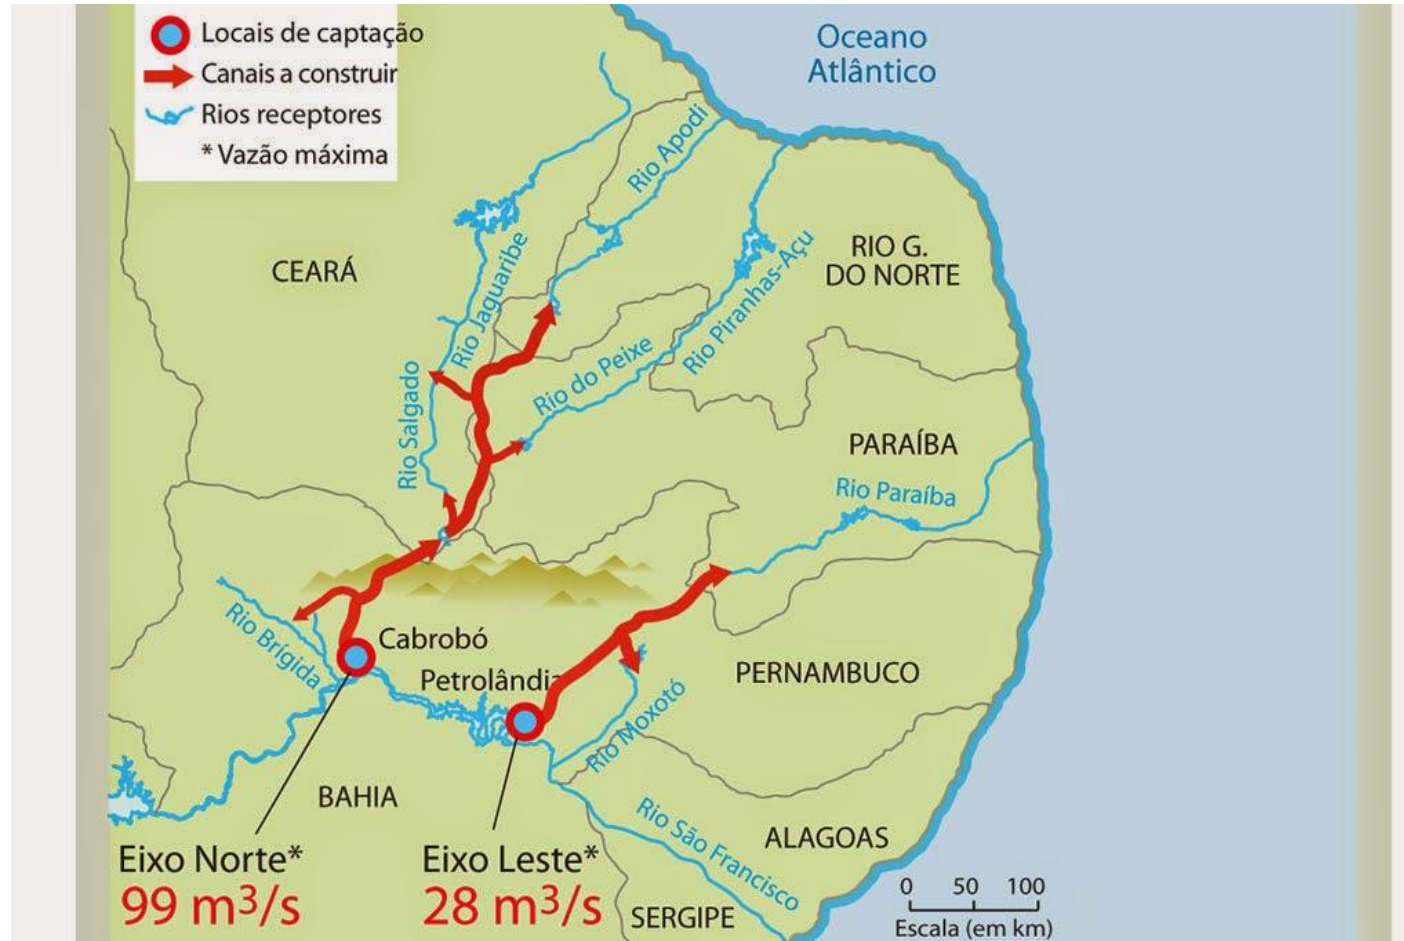 Locais de captação
Canais a construir
Rios receptores
* Vazão máxima
Oceano
Atlântico
Rio Apodi
CEARÁ
Rio Jaguaribe
RIO G.
DO NORTE
Rio Piranhas-Açu
Rio do Peixe
Rio Salgado
PARAÍBA
Rio Paraíba
Rio Brígida
Cabrobó
Petrolândia
PERNAMBUCO
Rio Moxotó
BAHIA
Rio São Francisco
ALAGOAS
Eixo Norte*
99 m³/s
Eixo Leste*
28 m³/s
SERGIPE
0 50 100
Escala (em km)